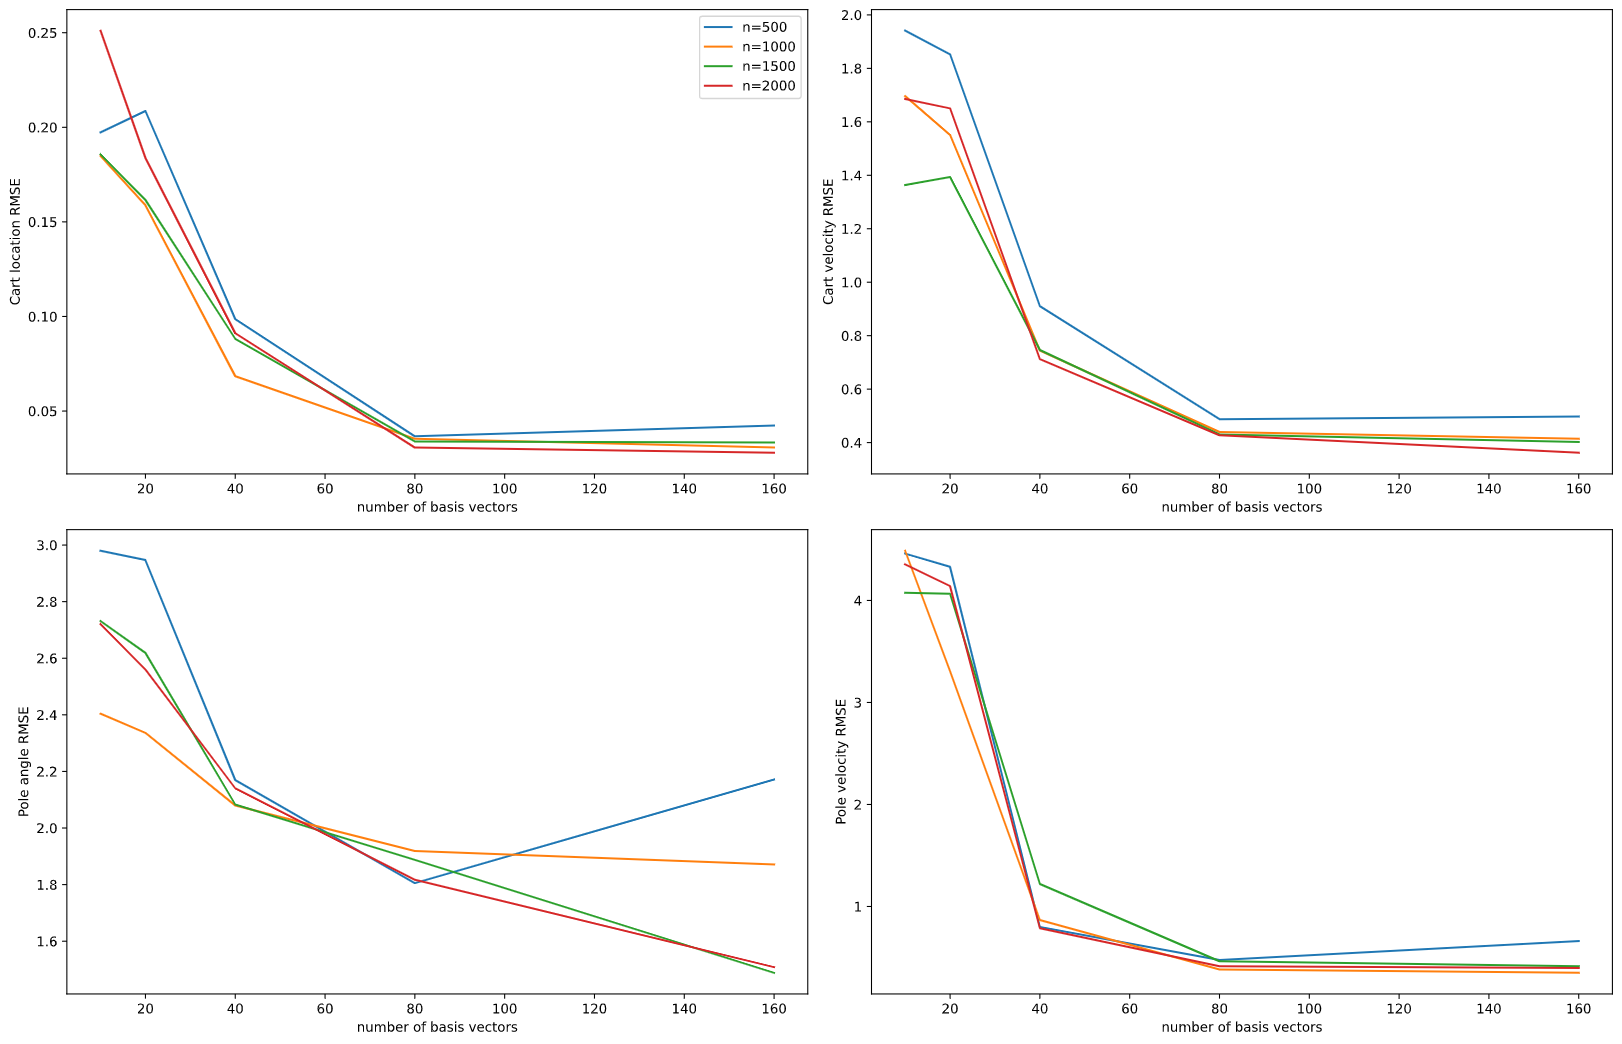 Cart location RMSE
0.25
0.20
0.15
0.10
0.05
n=500
n=1000
n=1500
n=2000
20 40 60 80 100 120 140 160
number of basis vectors
Cart velocity RMSE
2.0
1.8
1.6
1.4
1.2
1.0
0.8
0.6
0.4
20 40 60 80 100 120 140 160
number of basis vectors
Pole angle RMSE
3.0
2.8
2.6
2.4
2.2
2.0
1.8
1.6
20 40 60 80 100 120 140 160
number of basis vectors
Pole velocity RMSE
4
3
2
1
20 40 60 80 100 120 140 160
number of basis vectors